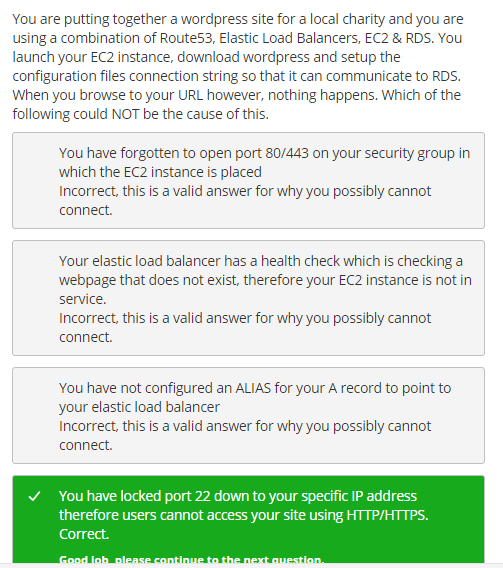 You are putting together a wordpress site for a local charity and you are
using a combination of Route53, Elastic Load Balancers, EC2 & RDS. You
launch your EC2 instance, download wordpress and setup the
configuration files connection string so that it can communicate to RDS.
When you browse to your URL however, nothing happens. Which of the
following could NOT be the cause of this.
You have forgotten to open port 80/443 on your security group in
which the EC2 instance is placed
Incorrect, this is a valid answer for why you possibly cannot
connect.
Your elastic load balancer has a health check which is checking a
webpage that does not exist, therefore your EC2 instance is not in
service.
Incorrect, this is a valid answer for why you possibly cannot
connect.
You have not configured an ALIAS for your A record to point to
your elastic load balancer
Incorrect, this is a valid answer for why you possibly cannot
connect.
You have locked port 22 down to your specific IP address
therefore users cannot access your site using HTTP/HTTPS.
Correct.
Good job, please continue to the next question.